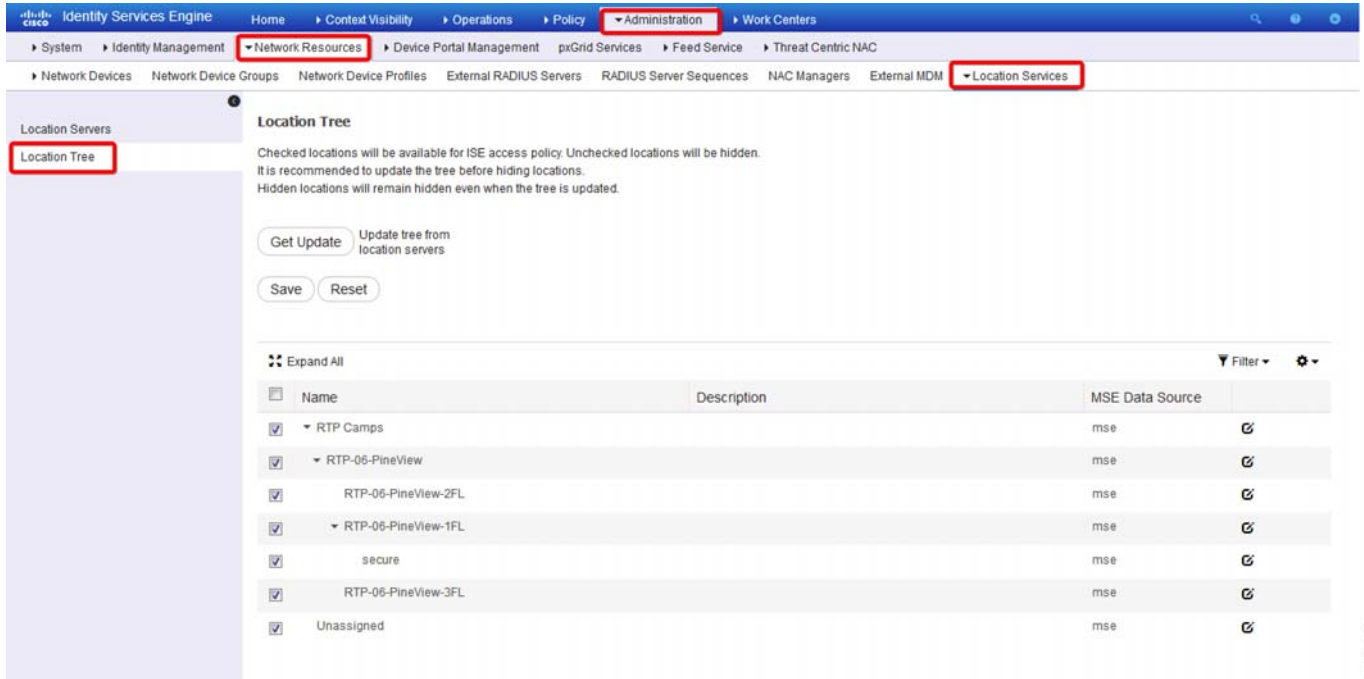 cisco Identity Services Engine Home Context Visibility Operations Policy Administration Work Centers
System Identity Management Network Resources Device Portal Management pxGrid Services Feed Service Threat Centric NAC
Network Devices Network Device Groups Network Device Profiles External RADIUS Servers RADIUS Server Sequences NAC Managers External MDM Location Services
Location Servers
Location Tree
Location Tree
Checked locations will be available for ISE access policy. Unchecked locations will be hidden.
It is recommended to update the tree before hiding locations.
Hidden locations will remain hidden even when the tree is updated.
Get Update Update tree from
location servers
Save Reset
Expand All Filter
Name Description MSE Data Source
RTP Camps mse
RTP-06-PineView mse
RTP-06-PineView-2FL mse
RTP-06-PineView-1FL mse
secure mse
RTP-06-PineView-3FL mse
Unassigned mse